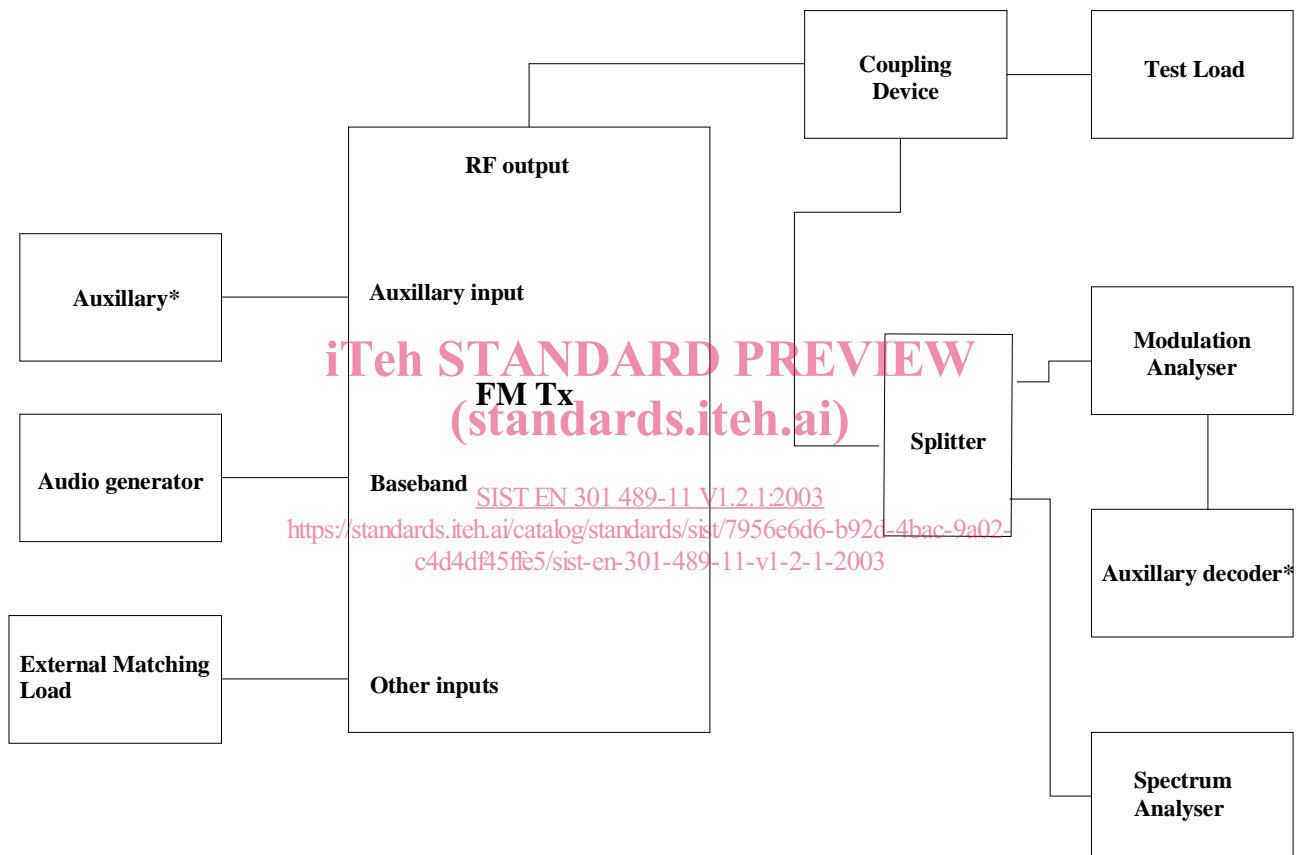 Coupling
Device
Test Load
RF output
Auxillary*
Auxillary input
iTeh STANDARD PREVIEW
FM Tx
(standards.iteh.ai)
Modulation
Analyser
Splitter
Audio generator
Baseband
SIST EN 301 489-11 V1.2.1:2003
https://standards.iteh.ai/catalog/standards/sist/7956e6d6-b92d-4bac-9a02-
c4d4df45ffe5/sist-en-301-489-11-v1-2-1-2003
Auxillary decoder*
External Matching
Load
Other inputs
Spectrum
Analyser